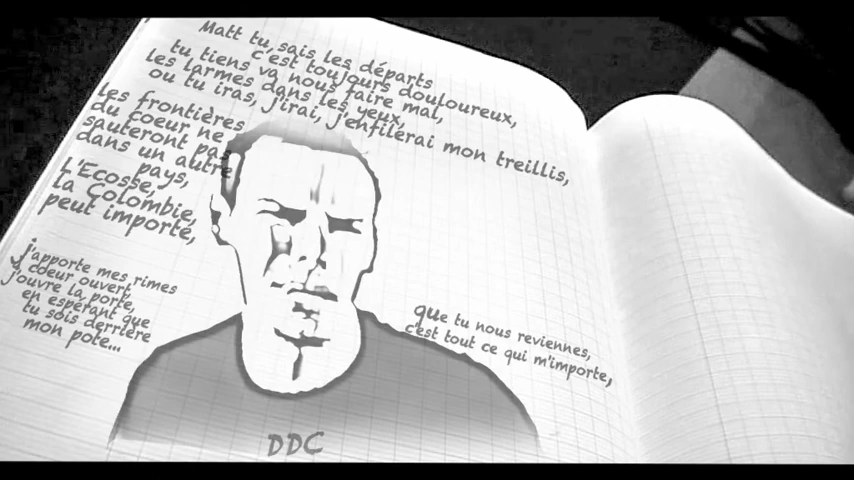 Matt tu sais les départs
c'est toujours douloureux,
tu tiens va nous faire mal,
les larmes dans les yeux,
ou tu iras, j'irai, j'enfilerai mon treillis,
Les frontières
du coeur ne
sauteront pas
dans un autre
pays,
L'Ecosse,
la Colombie,
peut importe,
j'apporte mes rimes
à coeur ouvert,
j'ouvre la porte,
en espérant que
tu sois derrière
mon pote...
que tu nous reviennes,
c'est tout ce qui m'importe,
DDC